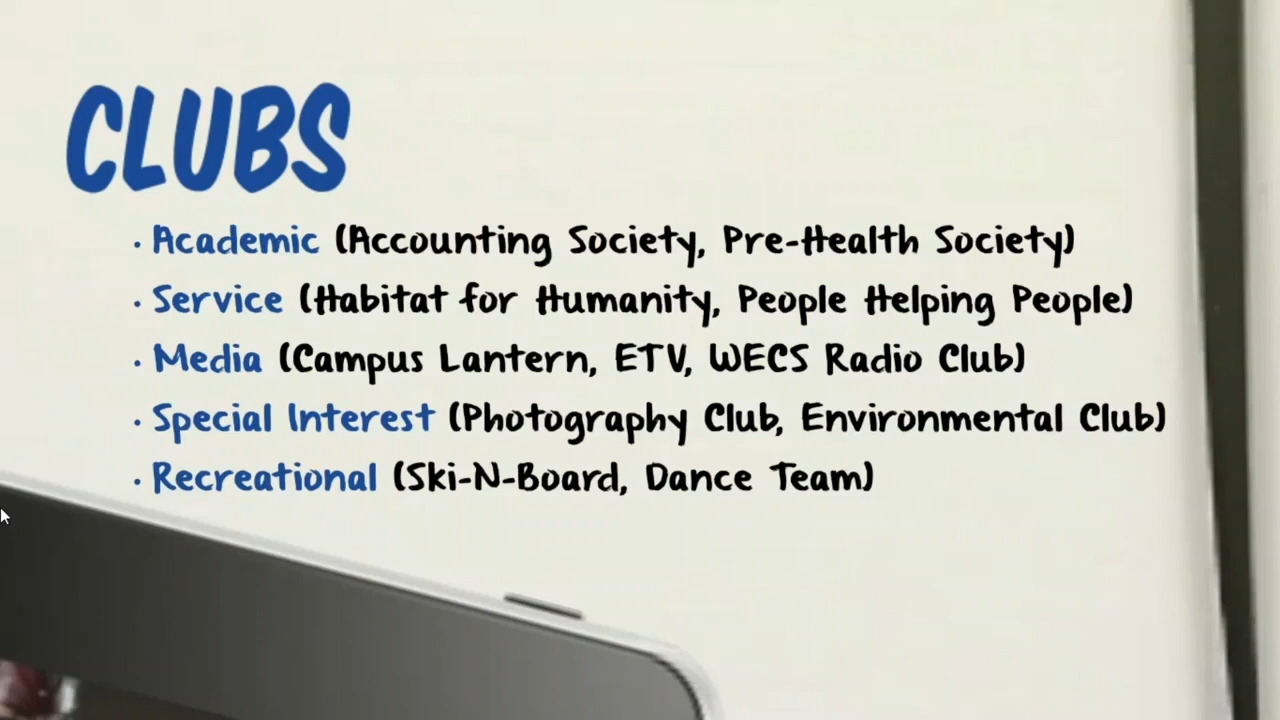 CLUBS
· Academic (Accounting Society, Pre-Health Society)
· Service (Habitat for Humanity, People Helping People)
· Media (Campus Lantern, ETV, WECS Radio Club)
· Special Interest (Photography Club, Environmental Club)
· Recreational (Ski-N-Board, Dance Team)